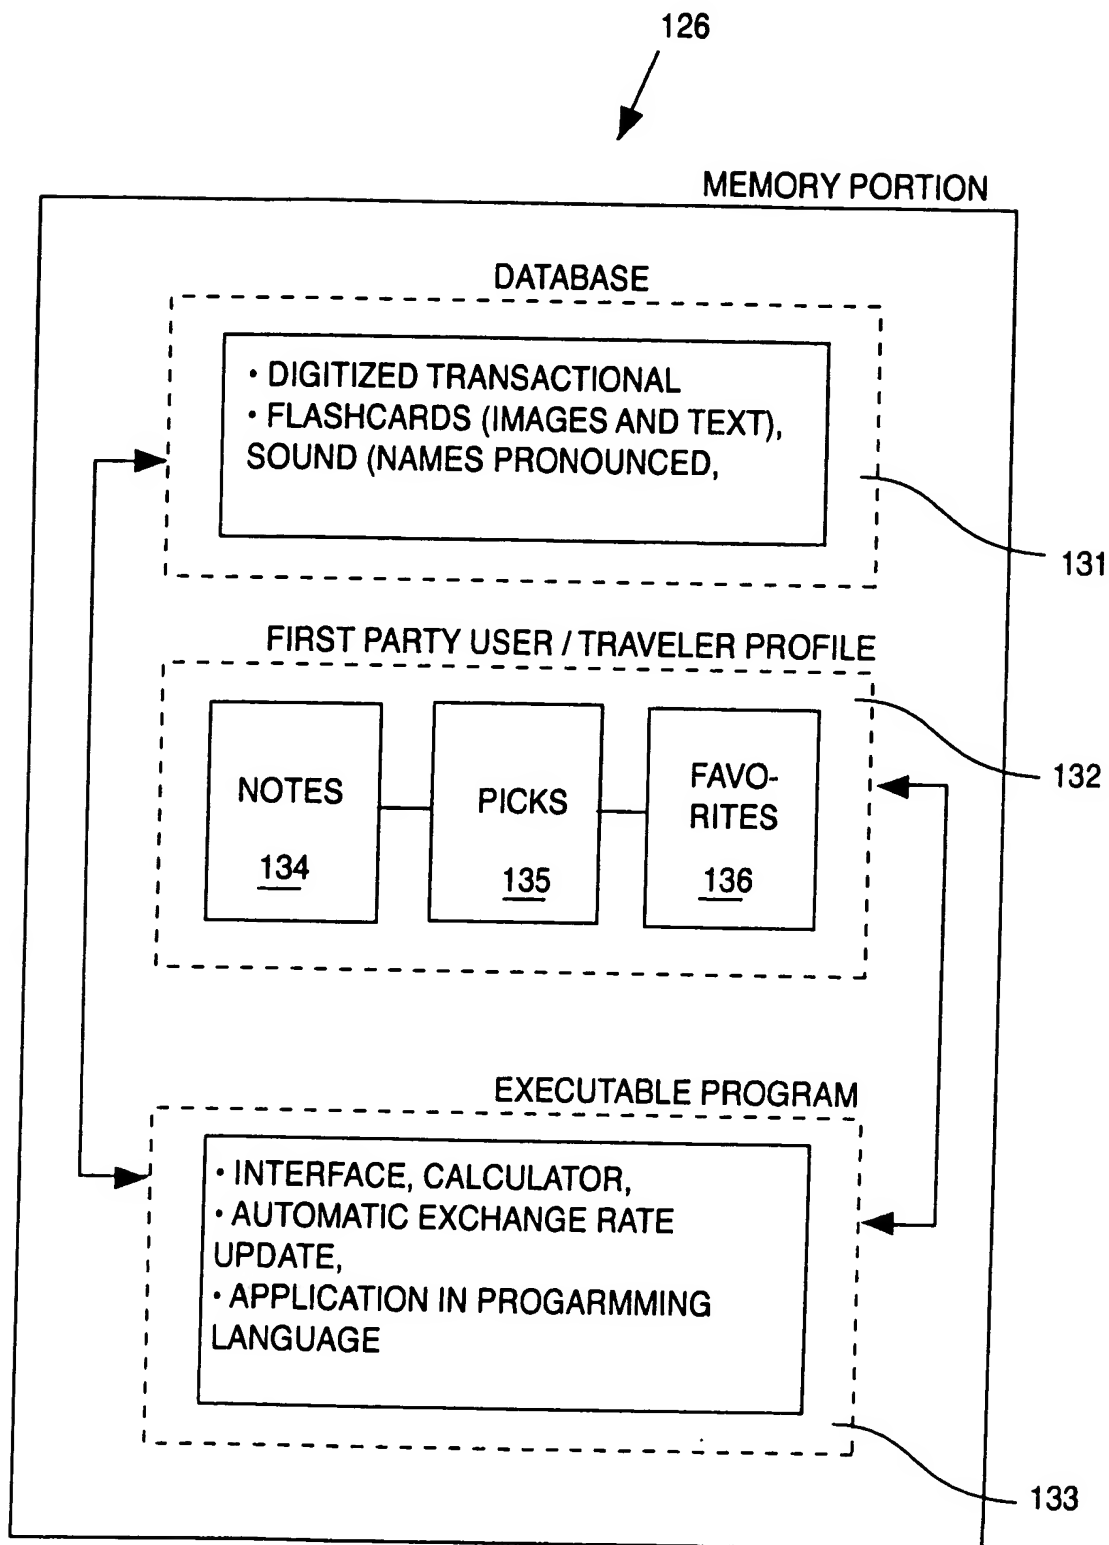 126
MEMORY PORTION
DATABASE
• DIGITIZED TRANSACTIONAL
• FLASHCARDS (IMAGES AND TEXT),
SOUND (NAMES PRONOUNCED,
131
FIRST PARTY USER / TRAVELER PROFILE
NOTES
134
PICKS
135
FAVO-
RITES
136
132
EXECUTABLE PROGRAM
• INTERFACE, CALCULATOR,
• AUTOMATIC EXCHANGE RATE
UPDATE,
• APPLICATION IN PROGARMMING
LANGUAGE
133